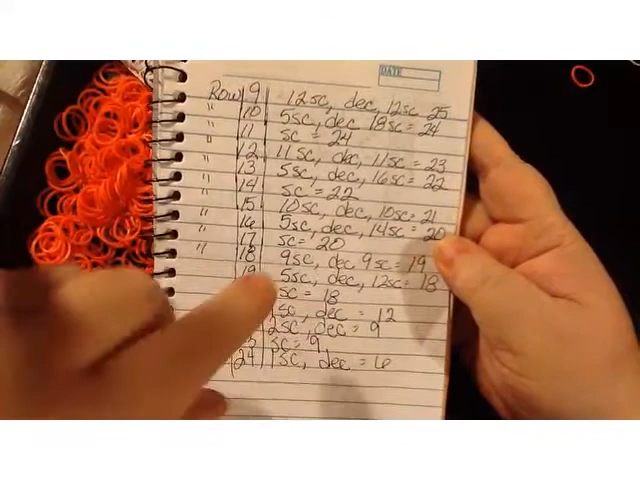 DATE
Row 9 12sc, dec, 12sc 25
" 10 5sc, dec 18sc = 24
" 11 sc = 24
" 12 11sc, dec, 11sc = 23
" 13 5sc, dec, 16sc = 22
" 14 sc = 22
" 15 10sc, dec, 10sc = 21
" 16 5sc, dec, 14sc = 20
" 17 sc = 20
" 18 9sc, dec 9sc = 19
19 5sc, dec, 12sc = 18
sc = 18
sc, dec = 12
2sc, dec = 9
sc = 9
24 1sc, dec = 6